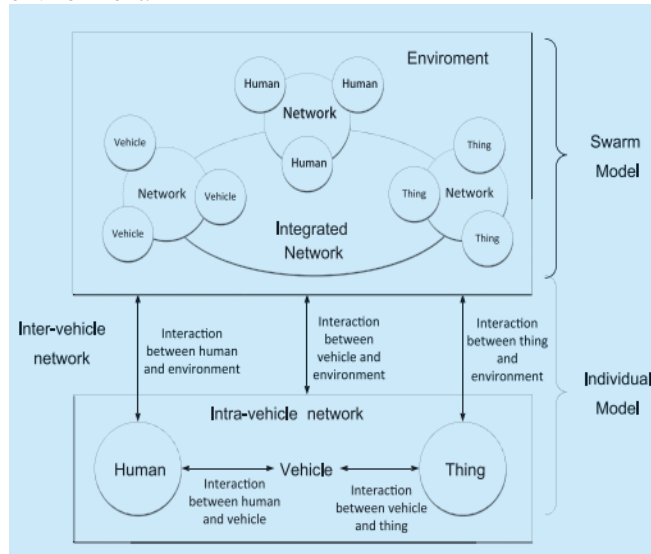 Enviroment
Human
Human
Network
Human
Vehicle
Network
Vehicle
Vehicle
Thing
Thing
Network
Thing
Integrated
Network
Swarm
Model
Inter-vehicle
network
Interaction
between human
and environment
Interaction
between
vehicle and
environment
Interaction
between thing
and
environment
Individual
Model
Intra-vehicle network
Human
Vehicle
Thing
Interaction
between human
and vehicle
Interaction
between vehicle
and thing